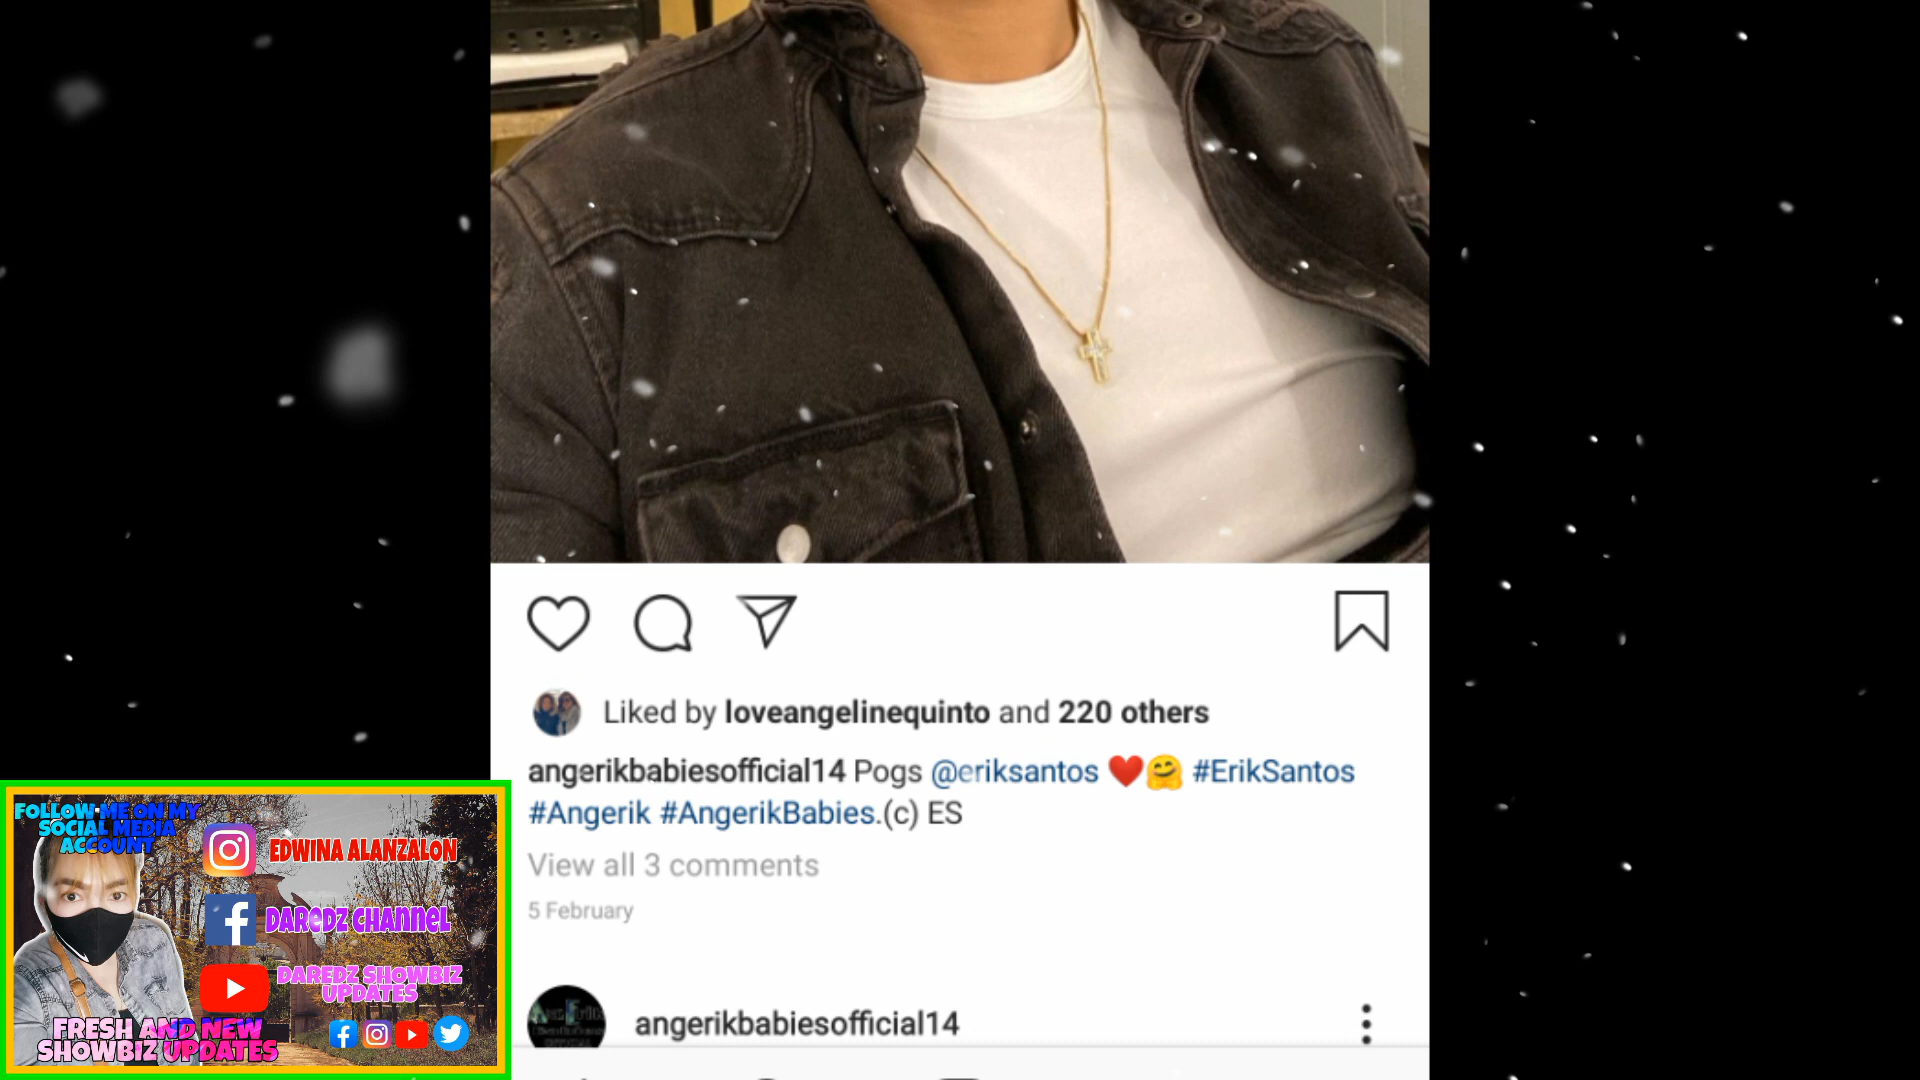 Liked by loveangelinequinto and 220 others
angerikbabiesofficial14 Pogs @eriksantos ❤️🤗 #ErikSantos
#Angerik #AngerikBabies.(c) ES
View all 3 comments
5 February
angerikbabiesofficial14
FOLLOW ME ON MY
SOCIAL MEDIA
ACCOUNT
EDWINA ALANZALON
DAREDZ CHANNEL
DAREDZ SHOWBIZ
UPDATES
FRESH AND NEW
SHOWBIZ UPDATES